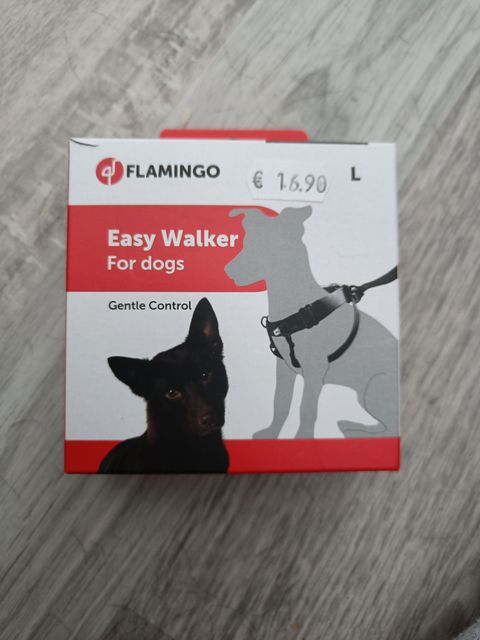 FLAMINGO
€ 16.90
L
Easy Walker
For dogs
Gentle Control